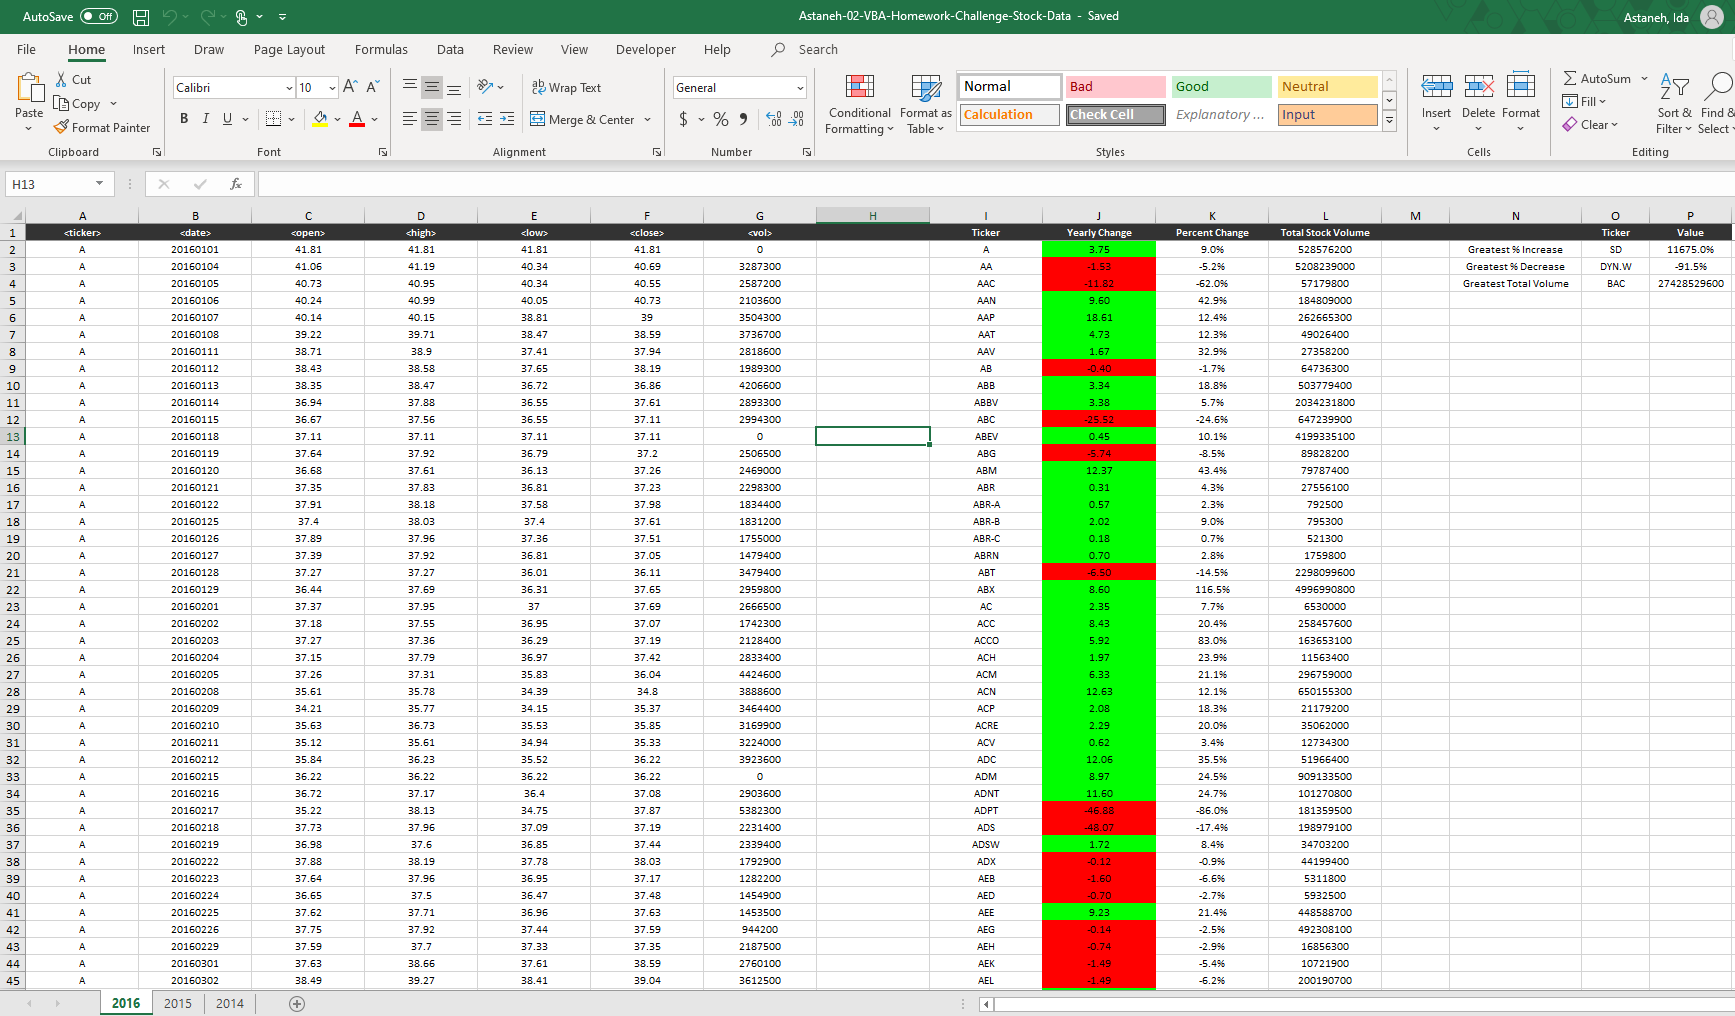 AutoSave Off Astaneh-02-VBA-Homework-Challenge-Stock-Data - Saved Astaneh, Ida
File Home Insert Draw Page Layout Formulas Data Review View Developer Help Search
Paste Cut Copy Format Painter Clipboard
Calibri 10 A A B I U A Font
Wrap Text Merge & Center Alignment
General $ % Number
Conditional Formatting Format as Table
Normal Bad Good Neutral
Calculation Check Cell Explanatory ... Input
Styles
Insert Delete Format Cells
AutoSum Fill Clear Sort & Filter Find & Select Editing
H13 fx
A B C D E F G H I J K L M N O P
1 <ticker> <date> <open> <high> <low> <close> <vol> Ticker Yearly Change Percent Change Total Stock Volume Ticker Value
2 A 20160101 41.81 41.81 41.81 41.81 0 A 3.75 9.0% 528576200 Greatest % Increase SD 11675.0%
3 A 20160104 41.06 41.19 40.34 40.69 3287300 AA -1.53 -5.2% 5208239000 Greatest % Decrease DYN.W -91.5%
4 A 20160105 40.73 40.95 40.34 40.55 2587200 AAC -11.82 -62.0% 57179800 Greatest Total Volume BAC 27428529600
5 A 20160106 40.24 40.99 40.05 40.73 2103600 AAN 9.60 42.9% 184809000
6 A 20160107 40.14 40.15 38.81 39 3504300 AAP 18.61 12.4% 262665300
7 A 20160108 39.22 39.71 38.47 38.59 3736700 AAT 4.73 12.3% 49026400
8 A 20160111 38.71 38.9 37.41 37.94 2818600 AAV 1.67 32.9% 27358200
9 A 20160112 38.43 38.58 37.65 38.19 1989300 AB -0.40 -1.7% 64736300
10 A 20160113 38.35 38.47 36.72 36.86 4206600 ABB 3.34 18.8% 503779400
11 A 20160114 36.94 37.88 36.55 37.61 2893300 ABBV 3.38 5.7% 2034231800
12 A 20160115 36.67 37.56 36.55 37.11 2994300 ABC -25.52 -24.6% 647239900
13 A 20160118 37.11 37.11 37.11 37.11 0 ABEV 0.45 10.1% 4199335100
14 A 20160119 37.64 37.92 36.79 37.2 2506500 ABG -5.74 -8.5% 89828200
15 A 20160120 36.68 37.61 36.13 37.26 2469000 ABM 12.37 43.4% 79787400
16 A 20160121 37.35 37.83 36.81 37.23 2298300 ABR 0.31 4.3% 27556100
17 A 20160122 37.91 38.18 37.58 37.98 1834400 ABR-A 0.57 2.3% 792500
18 A 20160125 37.4 38.03 37.4 37.61 1831200 ABR-B 2.02 9.0% 795300
19 A 20160126 37.89 37.96 37.36 37.51 1755000 ABR-C 0.18 0.7% 521300
20 A 20160127 37.39 37.92 36.81 37.05 1479400 ABRN 0.70 2.8% 1759800
21 A 20160128 37.27 37.27 36.01 36.11 3479400 ABT -6.50 -14.5% 2298099600
22 A 20160129 36.44 37.69 36.31 37.65 2959800 ABX 8.60 116.5% 4996990800
23 A 20160201 37.37 37.95 37 37.69 2666500 AC 2.35 7.7% 6530000
24 A 20160202 37.18 37.55 36.95 37.07 1742300 ACC 8.43 20.4% 258457600
25 A 20160203 37.27 37.36 36.29 37.19 2128400 ACCO 5.92 83.0% 163653100
26 A 20160204 37.15 37.79 36.97 37.42 2833400 ACH 1.97 23.9% 11563400
27 A 20160205 37.26 37.31 35.83 36.04 4424600 ACM 6.33 21.1% 296759000
28 A 20160208 35.61 35.78 34.39 34.8 3888600 ACN 12.63 12.1% 650155300
29 A 20160209 34.21 35.77 34.15 35.37 3464400 ACP 2.08 18.3% 21179200
30 A 20160210 35.63 36.73 35.53 35.85 3169900 ACRE 2.29 20.0% 35062000
31 A 20160211 35.12 35.61 34.94 35.33 3224000 ACV 0.62 3.4% 12734300
32 A 20160212 35.84 36.23 35.52 36.22 3923600 ADC 12.06 35.5% 51966400
33 A 20160215 36.22 36.22 36.22 36.22 0 ADM 8.97 24.5% 909133500
34 A 20160216 36.72 37.17 36.4 37.08 2903600 ADNT 11.60 24.7% 101270800
35 A 20160217 35.22 38.13 34.75 37.87 5382300 ADPT -46.88 -86.0% 181359500
36 A 20160218 37.73 37.96 37.09 37.19 2231400 ADS -48.07 -17.4% 198979100
37 A 20160219 36.98 37.6 36.85 37.44 2339400 ADSW 1.72 8.4% 34703200
38 A 20160222 37.88 38.19 37.78 38.03 1792900 ADX -0.12 -0.9% 44199400
39 A 20160223 37.64 37.96 36.95 37.17 1282200 AEB -1.60 -6.6% 5311800
40 A 20160224 36.65 37.5 36.47 37.48 1454900 AED -0.70 -2.7% 5932500
41 A 20160225 37.62 37.71 36.96 37.63 1453500 AEE 9.23 21.4% 448588700
42 A 20160226 37.75 37.92 37.44 37.59 944200 AEG -0.14 -2.5% 492308100
43 A 20160229 37.59 37.7 37.33 37.35 2187500 AEH -0.74 -2.9% 16856300
44 A 20160301 37.63 38.66 37.61 38.59 2760100 AEK -1.49 -5.4% 10721900
45 A 20160302 38.49 39.27 38.41 39.04 3612500 AEL -1.49 -6.2% 200190700
2016 2015 2014